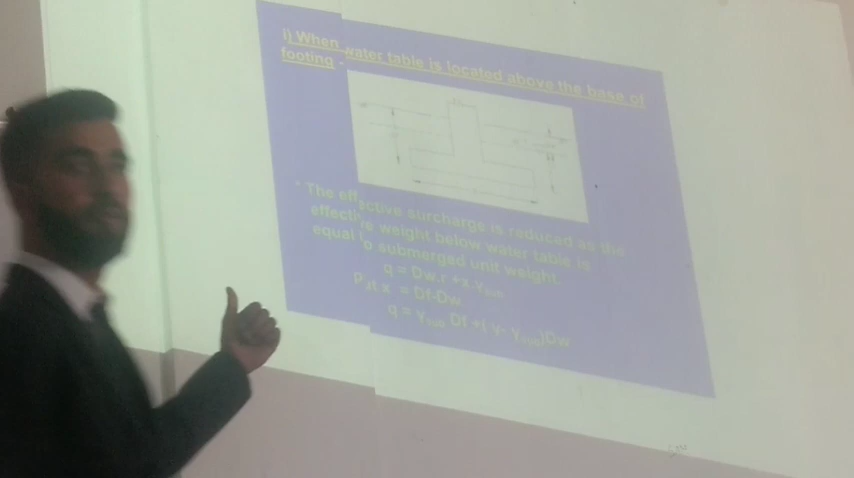 i) When water table is located above the base of
footing -
* The effective surcharge is reduced as the
effective weight below water table is
equal to submerged unit weight.
q = Dw.r +x.γsub
put x = Df-Dw
q = γsub Df +( γ- γsub)Dw